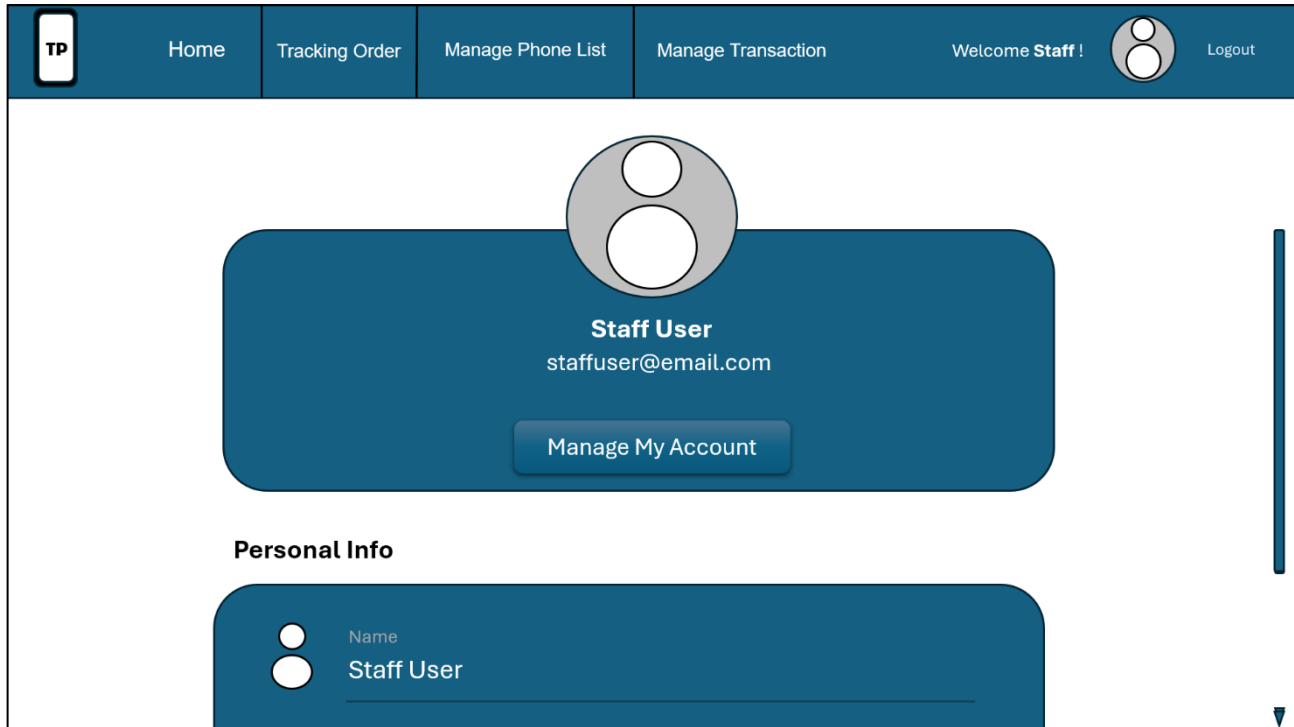 TP
Home
Tracking Order
Manage Phone List
Manage Transaction
Welcome Staff !
Logout
Staff User
staffuser@email.com
Manage My Account
Personal Info
Name
Staff User